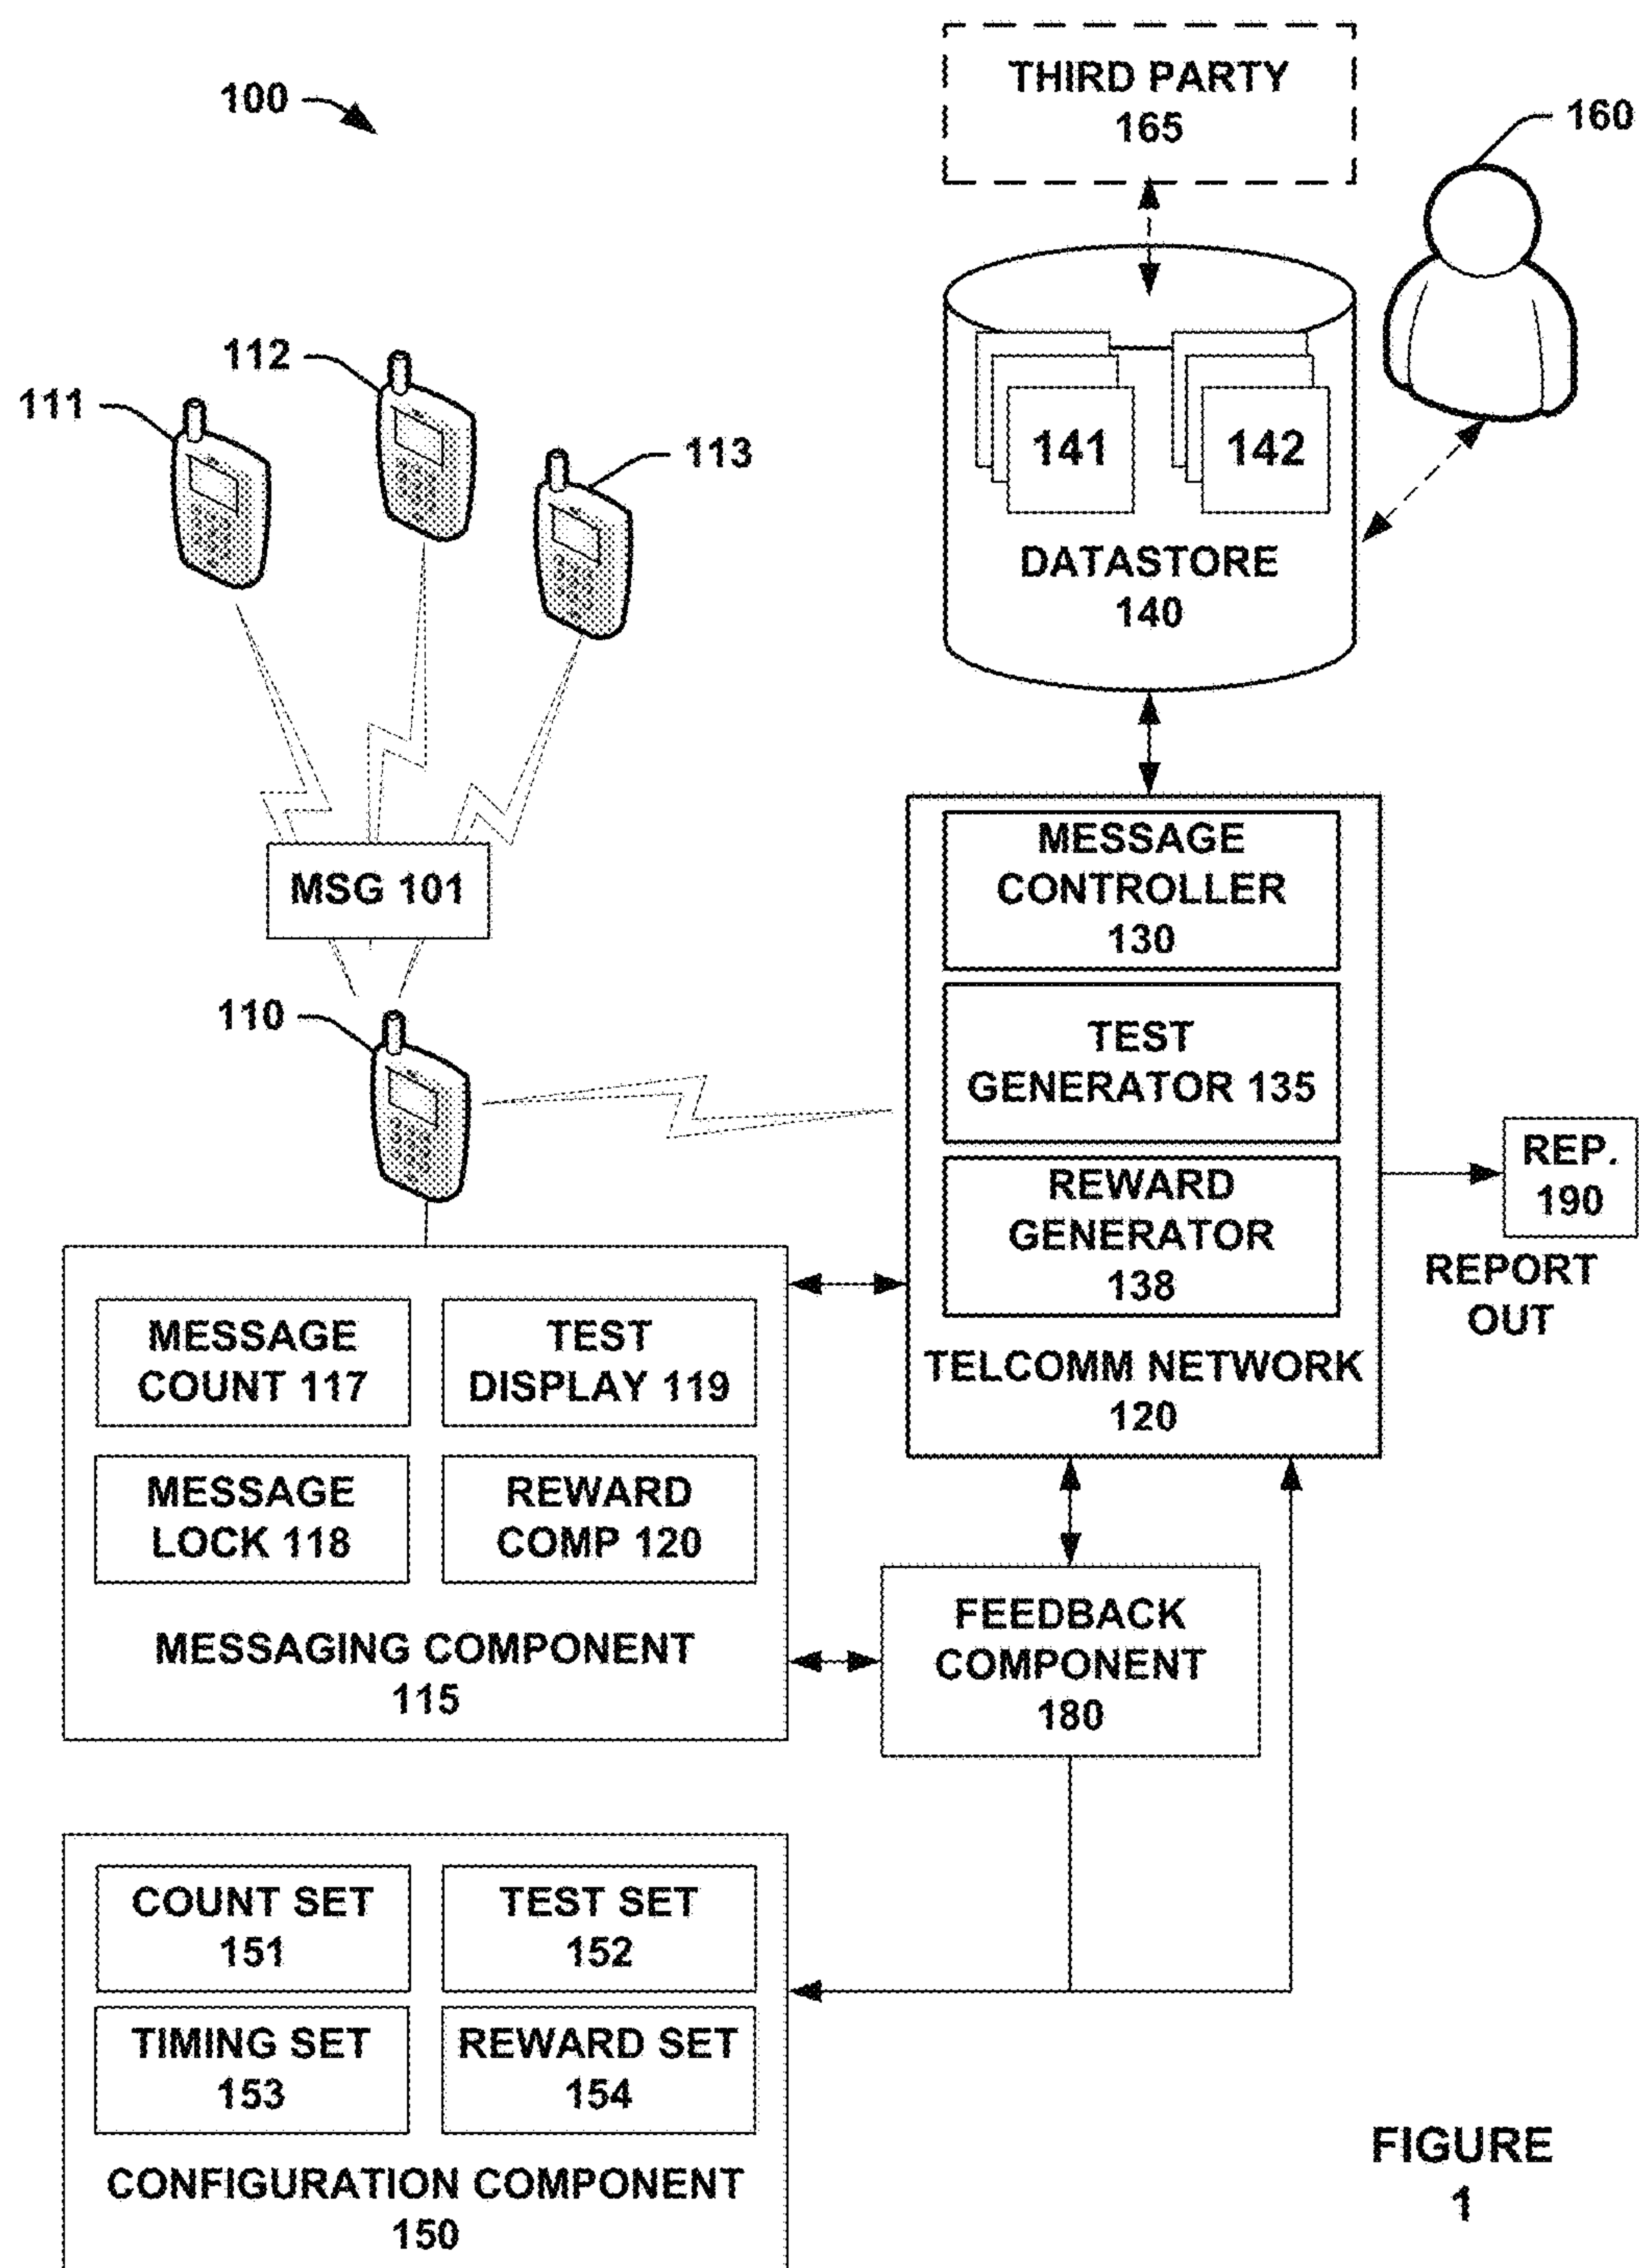 100
THIRD PARTY
165
160
112
111
113
141
142
DATASTORE
140
MSG 101
110
MESSAGE
CONTROLLER
130
TEST
GENERATOR 135
REWARD
GENERATOR
138
TELCOMM NETWORK
120
REP.
190
REPORT
OUT
MESSAGE
COUNT 117
TEST
DISPLAY 119
MESSAGE
LOCK 118
REWARD
COMP 120
MESSAGING COMPONENT
115
FEEDBACK
COMPONENT
180
COUNT SET
151
TEST SET
152
TIMING SET
153
REWARD SET
154
CONFIGURATION COMPONENT
150
FIGURE
1